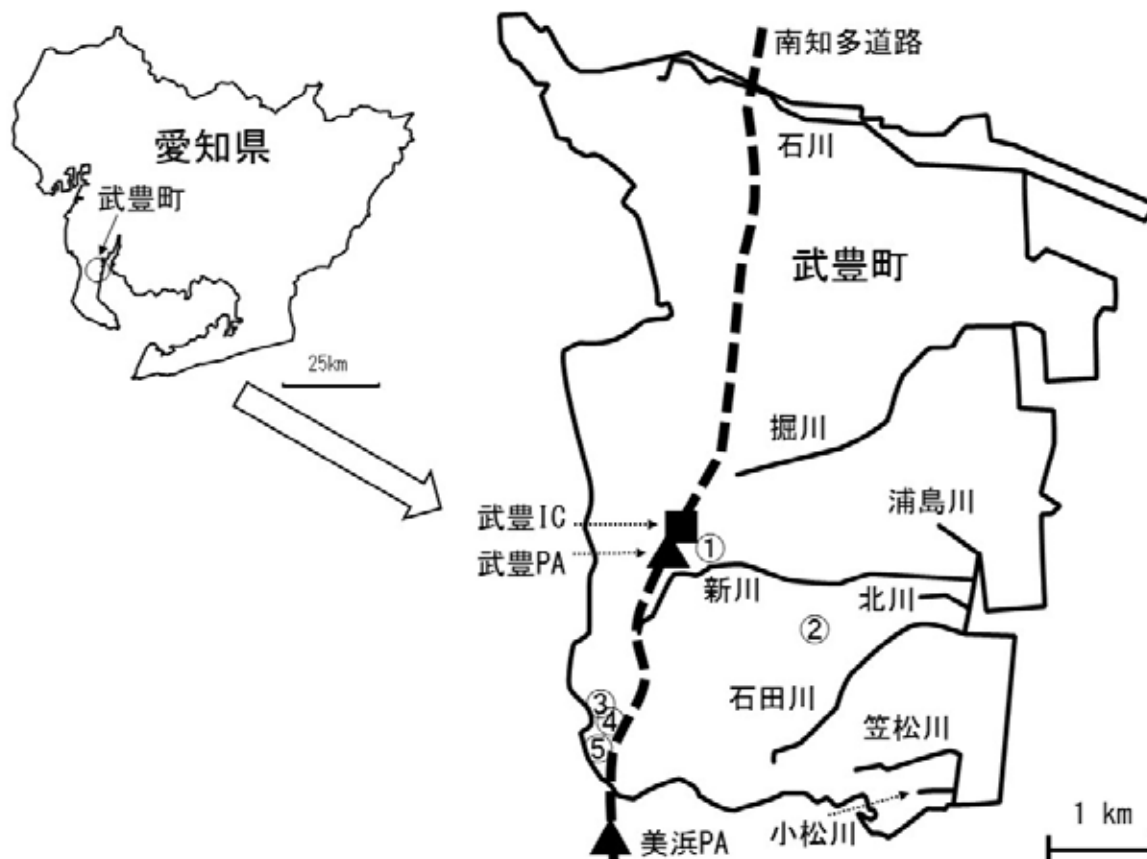 愛知県
武豊町
25km
南知多道路
石川
武豊町
掘川
浦島川
武豊IC
武豊PA
①
新川
北川
②
石田川
笠松川
③
④
⑤
小松川
美浜PA
1 km